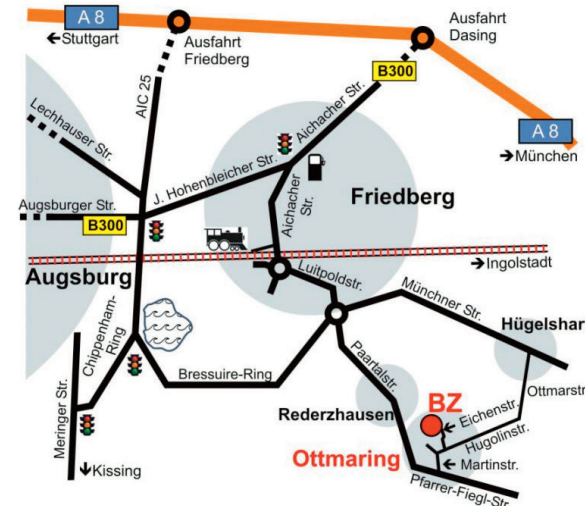 A 8
←Stuttgart
Ausfahrt
Friedberg
Ausfahrt
Dasing
B300
A 8
→München
AIC 25
Lechhauser Str.
Aichacher Str.
J. Hohenbleicher Str.
Augsburger Str.
B300
Aichacher
Str.
Friedberg
Augsburg
→Ingolstadt
Luitpoldstr.
Münchner Str.
Hügelshar
Chippenham-
Ring
Meringer Str.
Bressuire-Ring
Paartalstr.
Ottmarstr
BZ
Eichenstr.
Rederzhausen
Hugolinstr.
Ottmaring
Martinstr.
↓Kissing
Pfarrer-Fiegl-Str.